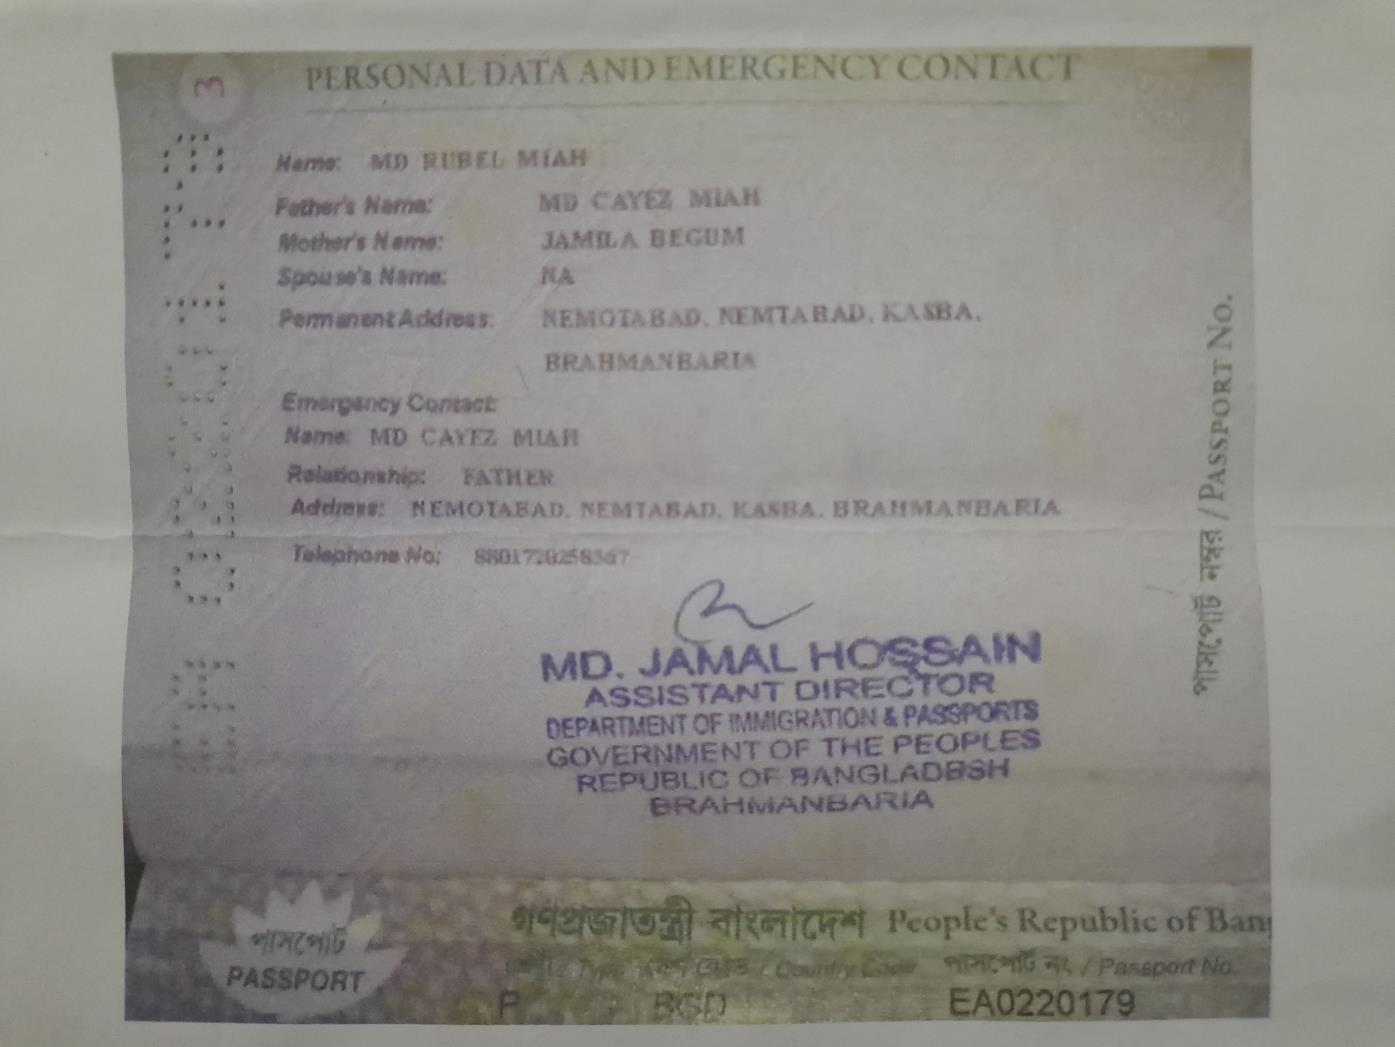 3
PERSONAL DATA AND EMERGENCY CONTACT
Name: MD RUBEL MIAH
Father's Name: MD CAYEZ MIAH
Mother's Name: JAMILA BEGUM
Spouse's Name: NA
Permanent Address: NEMOTABAD, NEMTABAD, KASBA,
BRAHMANBARIA
Emergency Contact:
Name: MD CAYEZ MIAH
Relationship: FATHER
Address: NEMOTABAD, NEMTABAD, KASBA, BRAHMANBARIA
Telephone No:
MD. JAMAL HOSSAIN
ASSISTANT DIRECTOR
DEPARTMENT OF IMMIGRATION & PASSPORTS
GOVERNMENT OF THE PEOPLES
REPUBLIC OF BANGLADESH
BRAHMANBARIA
পাসপোর্ট নম্বর / PASSPORT No.
পাসপোর্ট
PASSPORT
গণপ্রজাতন্ত্রী বাংলাদেশ People's Republic of Ban
Type / Country Code পাসপোর্ট নং / Passport No.
P BGD EA0220179